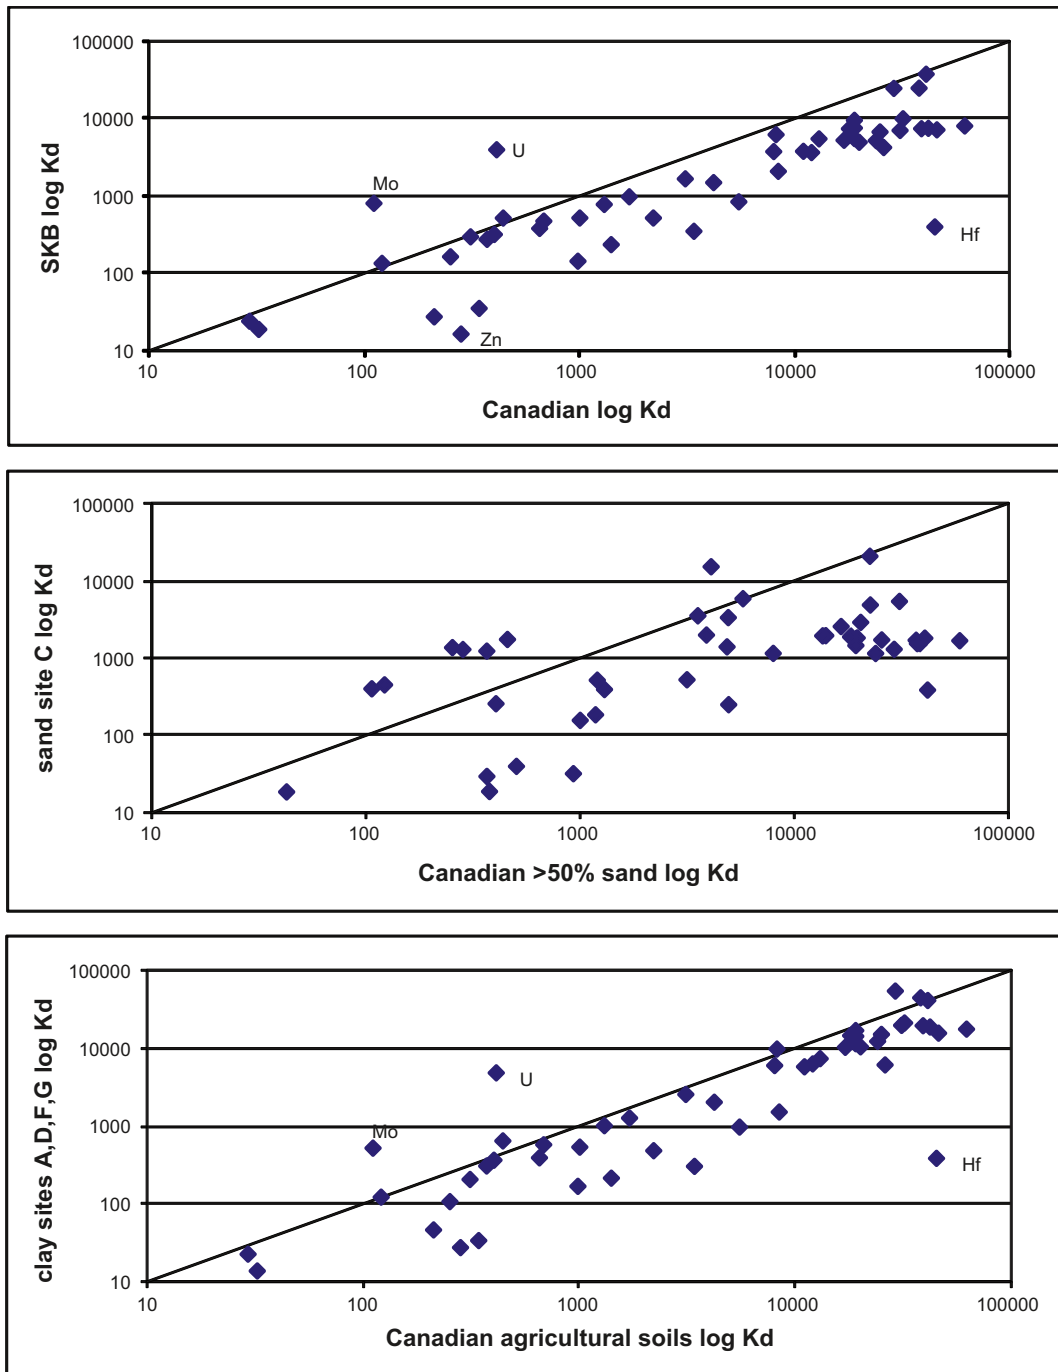 100000
10000
1000
100
10
SKB log Kd
U
Mo
Hf
Zn
10 100 1000 10000 100000
Canadian log Kd
100000
10000
1000
100
10
sand site C log Kd
10 100 1000 10000 100000
Canadian >50% sand log Kd
100000
10000
1000
100
10
clay sites A,D,F,G log Kd
U
Mo
Hf
10 100 1000 10000 100000
Canadian agricultural soils log Kd